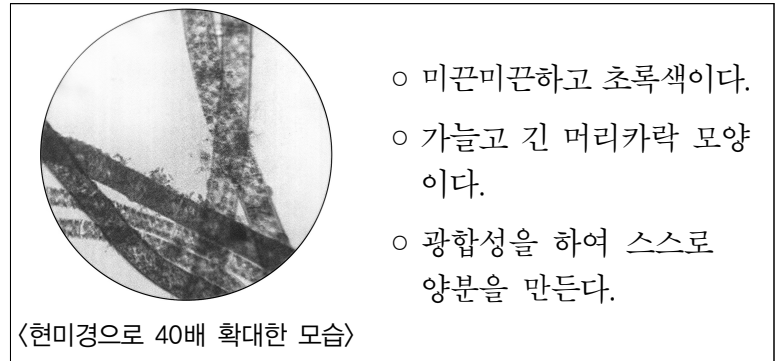 ○ 미끈미끈하고 초록색이다.
○ 가늘고 긴 머리카락 모양
이다.
○ 광합성을 하여 스스로
양분을 만든다.
〈현미경으로 40배 확대한 모습〉